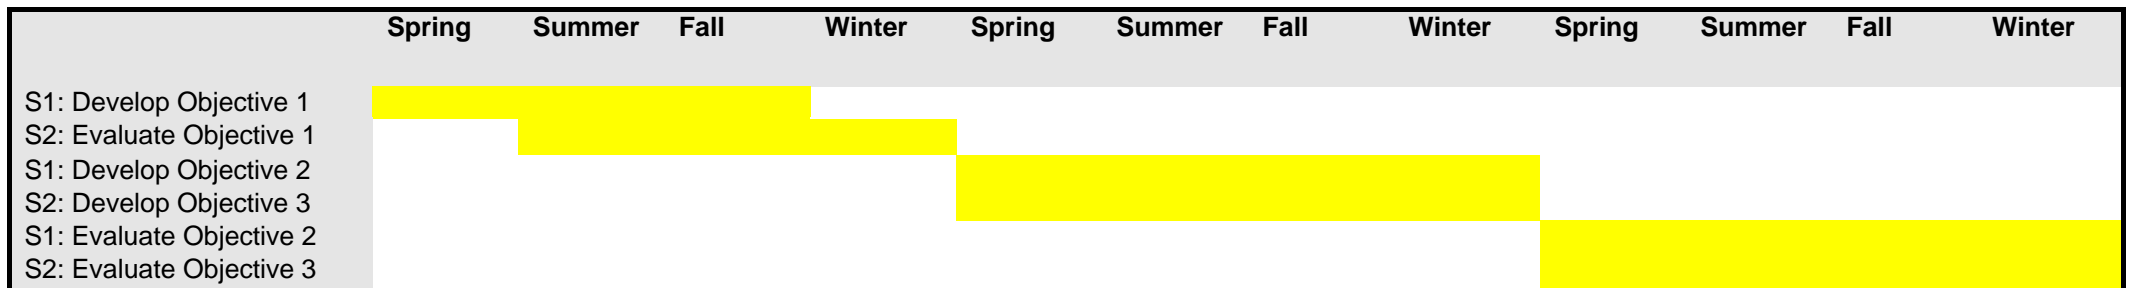 Spring Summer Fall Winter Spring Summer Fall Winter Spring Summer Fall Winter
S1: Develop Objective 1
S2: Evaluate Objective 1
S1: Develop Objective 2
S2: Develop Objective 3
S1: Evaluate Objective 2
S2: Evaluate Objective 3